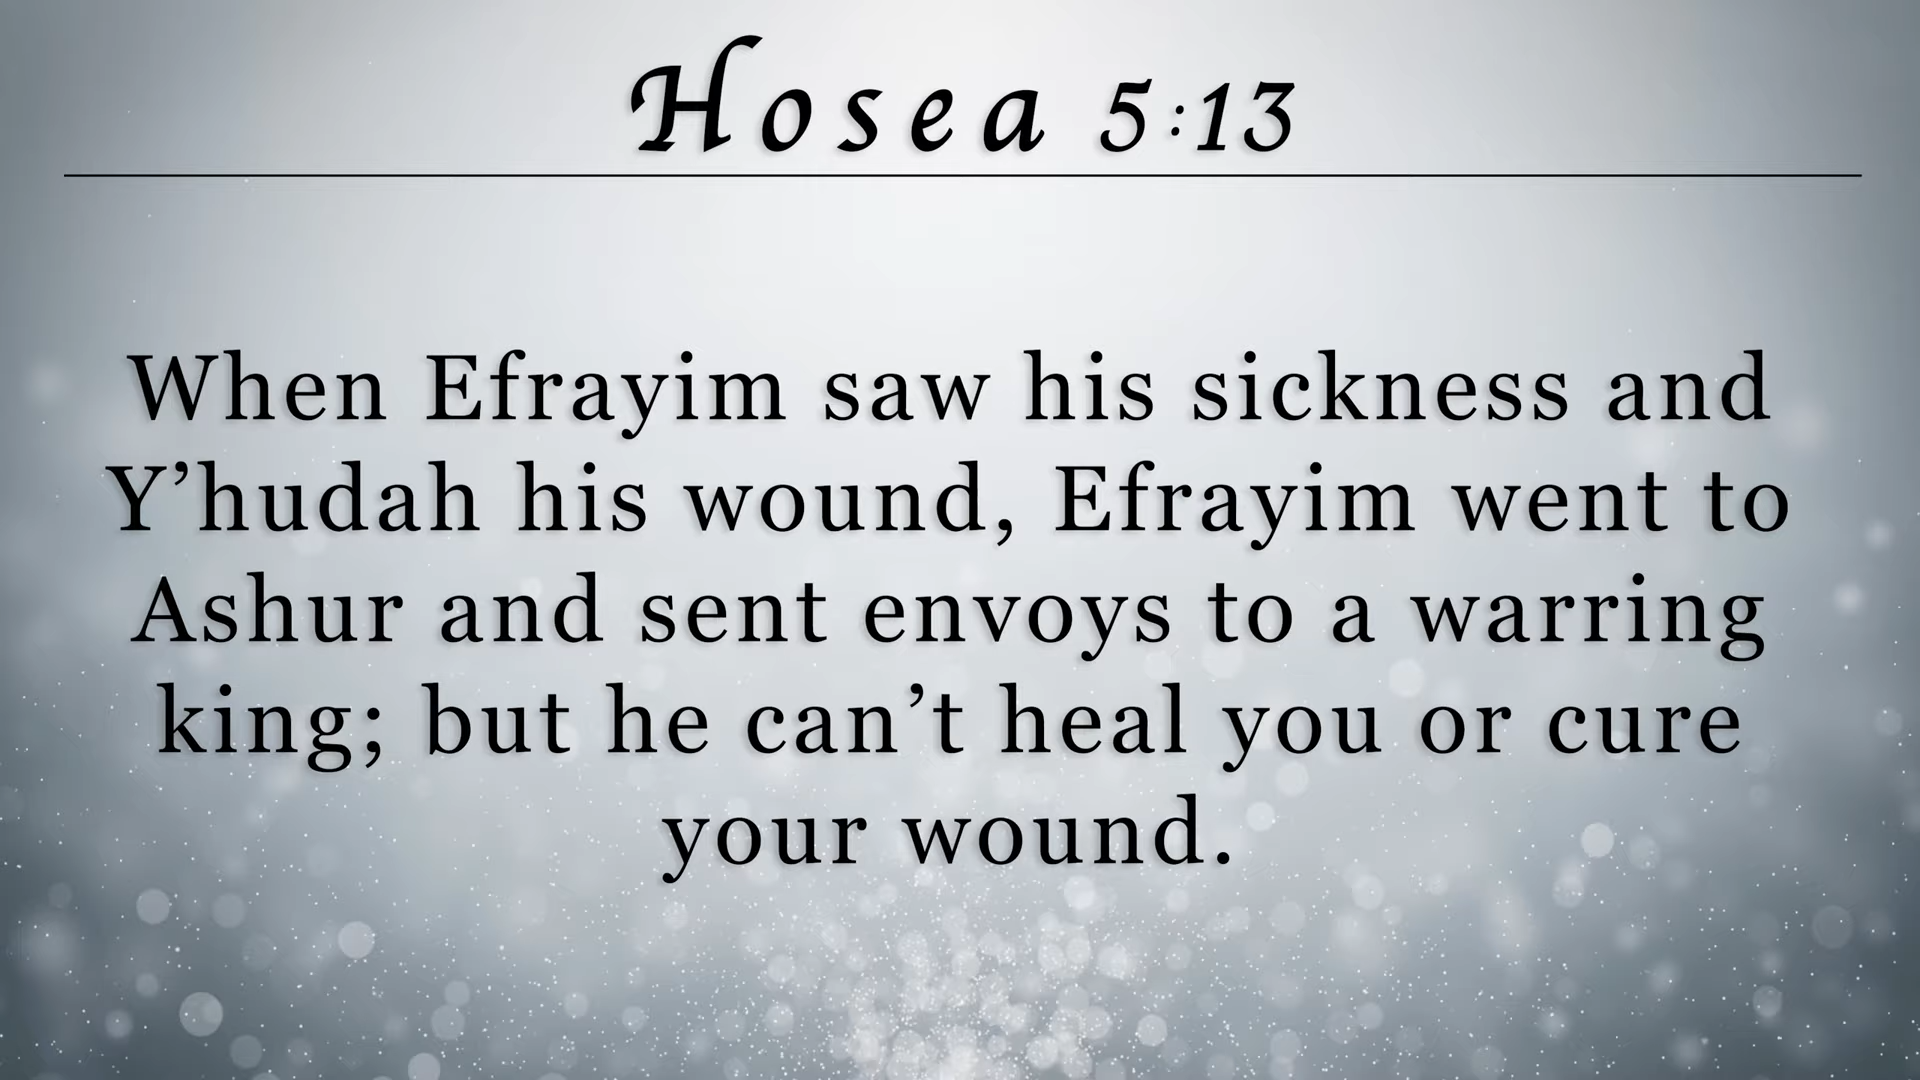 Hosea 5:13
When Efrayim saw his sickness and
Y’hudah his wound, Efrayim went to
Ashur and sent envoys to a warring
king; but he can’t heal you or cure
your wound.